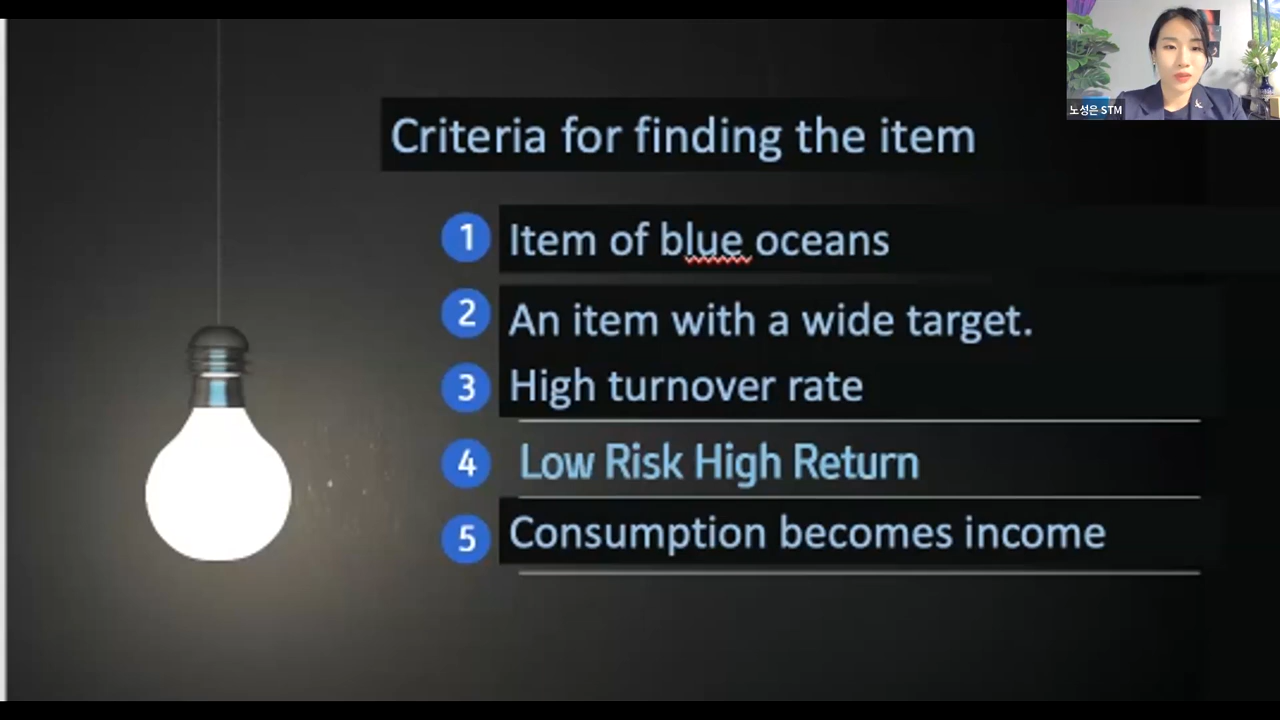 노성은 STM
Criteria for finding the item
1 Item of blue oceans
2 An item with a wide target.
3 High turnover rate
4 Low Risk High Return
5 Consumption becomes income